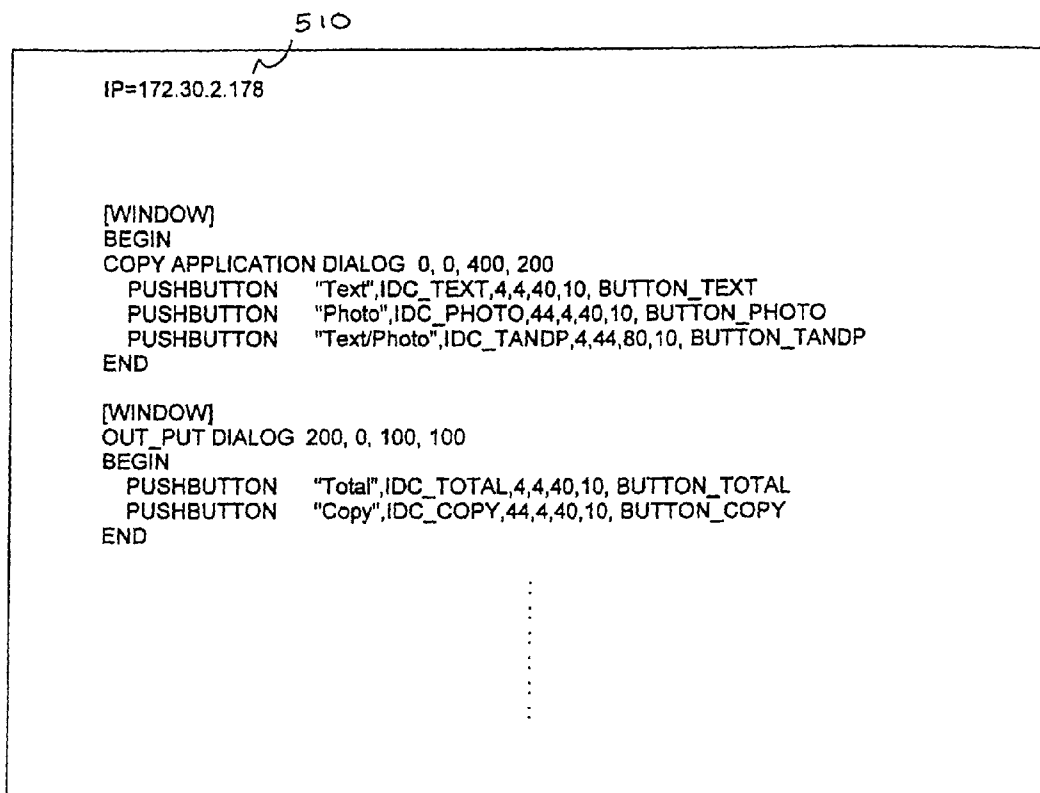 510
IP=172.30.2.178
[WINDOW]
BEGIN
COPY APPLICATION DIALOG 0, 0, 400, 200
PUSHBUTTON "Text",IDC_TEXT,4,4,40,10, BUTTON_TEXT
PUSHBUTTON "Photo",IDC_PHOTO,44,4,40,10, BUTTON_PHOTO
PUSHBUTTON "Text/Photo",IDC_TANDP,4,44,80,10, BUTTON_TANDP
END
[WINDOW]
OUT_PUT DIALOG 200, 0, 100, 100
BEGIN
PUSHBUTTON "Total",IDC_TOTAL,4,4,40,10, BUTTON_TOTAL
PUSHBUTTON "Copy",IDC_COPY,44,4,40,10, BUTTON_COPY
END